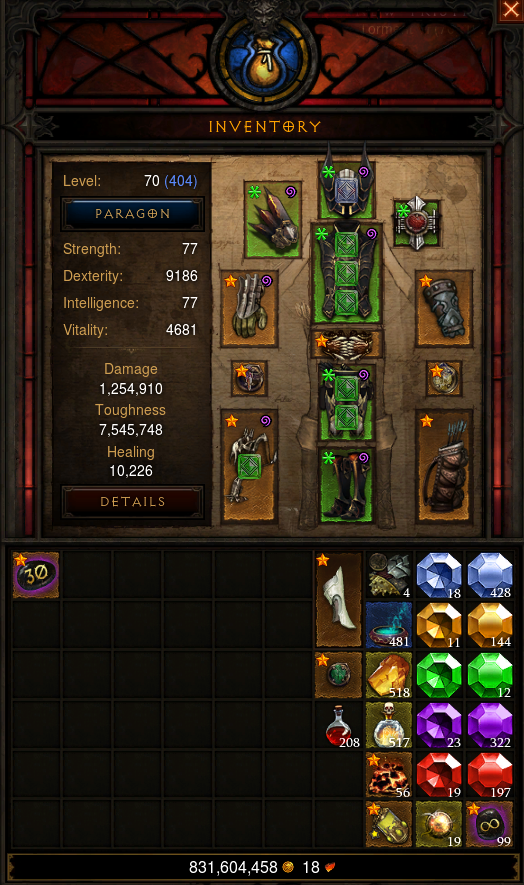 INVENTORY
Level: 70 (404)
PARAGON
Strength: 77
Dexterity: 9186
Intelligence: 77
Vitality: 4681
Damage
1,254,910
Toughness
7,545,748
Healing
10,226
DETAILS
30
4 18 428
481 11 144
518 12
208 517 23 322
56 19 197
19 99
831,604,458 18